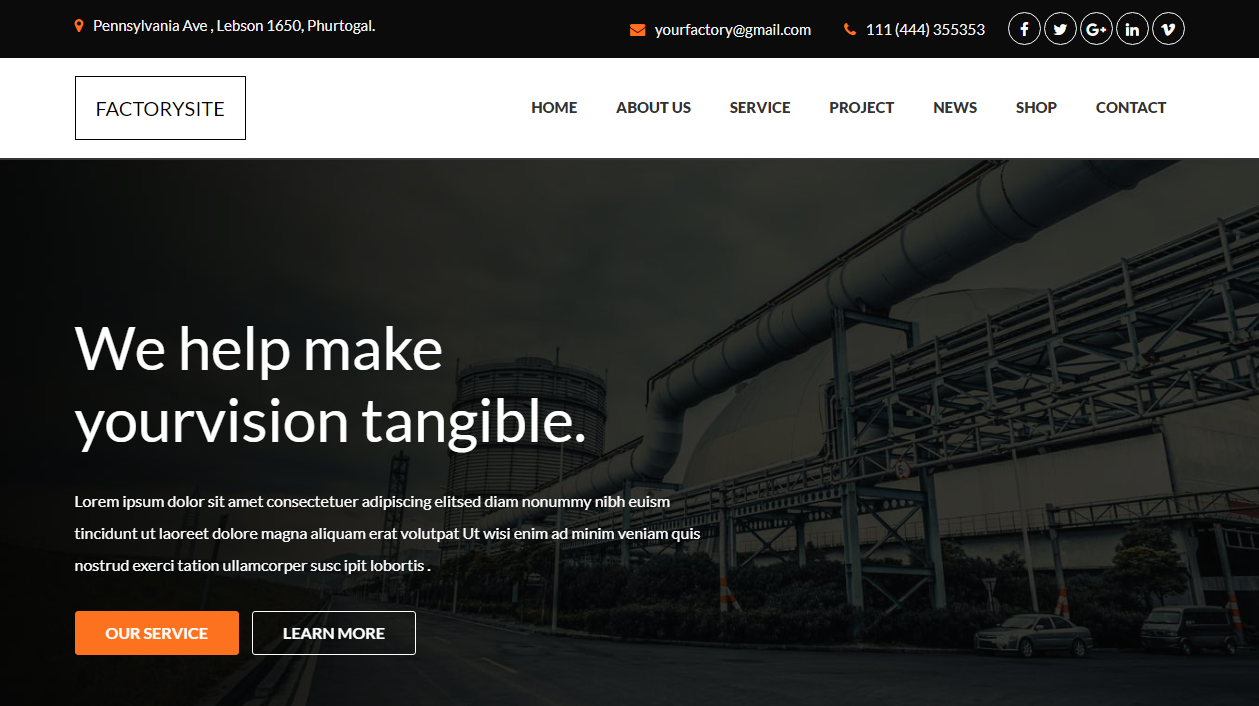 Pennsylvania Ave , Lebson 1650, Phurtogal.
yourfactory@gmail.com
111 (444) 355353
FACTORYSITE
HOME ABOUT US SERVICE PROJECT NEWS SHOP CONTACT
We help make
yourvision tangible.
Lorem ipsum dolor sit amet consectetuer adipiscing elitsed diam nonummy nibh euism
tincidunt ut laoreet dolore magna aliquam erat volutpat Ut wisi enim ad minim veniam quis
nostrud exerci tation ullamcorper susc ipit lobortis .
OUR SERVICE LEARN MORE